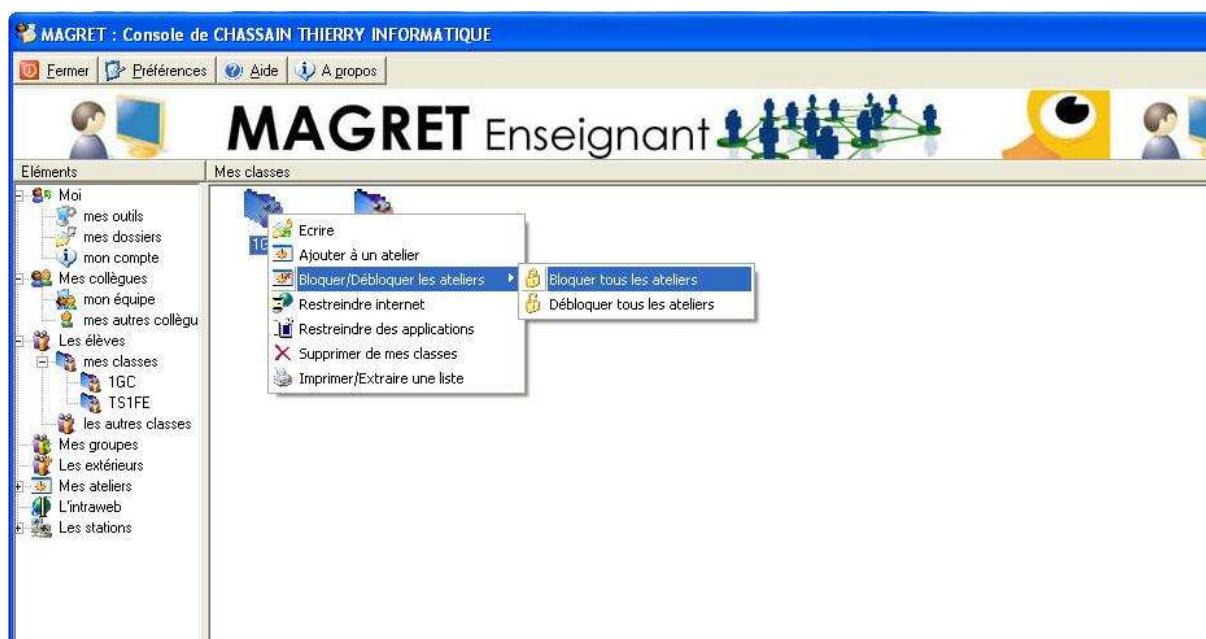 MAGRET : Console de CHASSAIN THIERRY INFORMATIQUE
Fermer Préférences Aide A propos
MAGRET Enseignant
Eléments Mes classes
Moi
mes outils
mes dossiers
mon compte
Mes collègues
mon équipe
mes autres collègu
Les élèves
mes classes
1GC
TS1FE
les autres classes
Mes groupes
Les extérieurs
Mes ateliers
L'intraweb
Les stations
1G
Ecrire
Ajouter à un atelier
Bloquer/Débloquer les ateliers
Restreindre internet
Restreindre des applications
Supprimer de mes classes
Imprimer/Extraire une liste
Bloquer tous les ateliers
Débloquer tous les ateliers